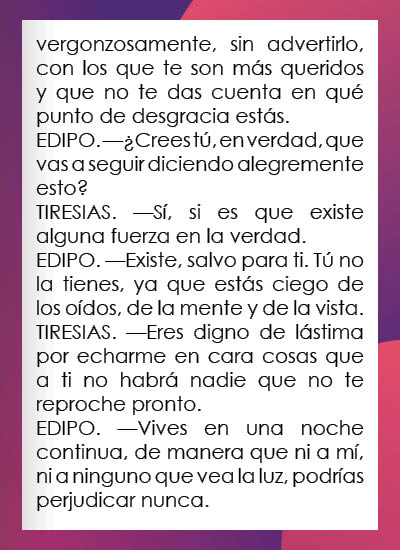 vergonzosamente, sin advertirlo,
con los que te son más queridos
y que no te das cuenta en qué
punto de desgracia estás.
EDIPO. —¿Crees tú, en verdad, que
vas a seguir diciendo alegremente
esto?
TIRESIAS. —Sí, si es que existe
alguna fuerza en la verdad.
EDIPO. —Existe, salvo para ti. Tú no
la tienes, ya que estás ciego de
los oídos, de la mente y de la vista.
TIRESIAS. —Eres digno de lástima
por echarme en cara cosas que
a ti no habrá nadie que no te
reproche pronto.
EDIPO. —Vives en una noche
continua, de manera que ni a mí,
ni a ninguno que vea la luz, podrías
perjudicar nunca.